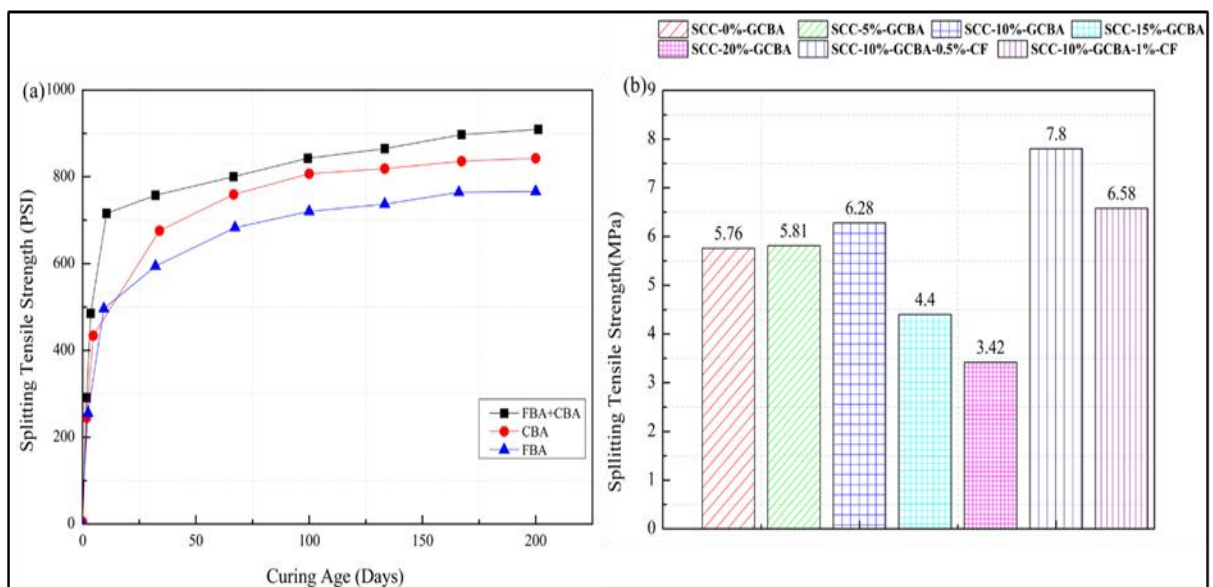 SCC-0%-GCBA SCC-5%-GCBA SCC-10%-GCBA SCC-15%-GCBA
SCC-20%-GCBA SCC-10%-GCBA-0.5%-CF SCC-10%-GCBA-1%-CF
(a)
1000
800
600
400
200
0
Splitting Tensile Strength (PSI)
FBA+CBA
CBA
FBA
0 50 100 150 200
Curing Age (Days)
(b)
9
8
7
6
5
4
3
2
1
0
Spllitting Tensile Strength(MPa)
5.76
5.81
6.28
4.4
3.42
7.8
6.58